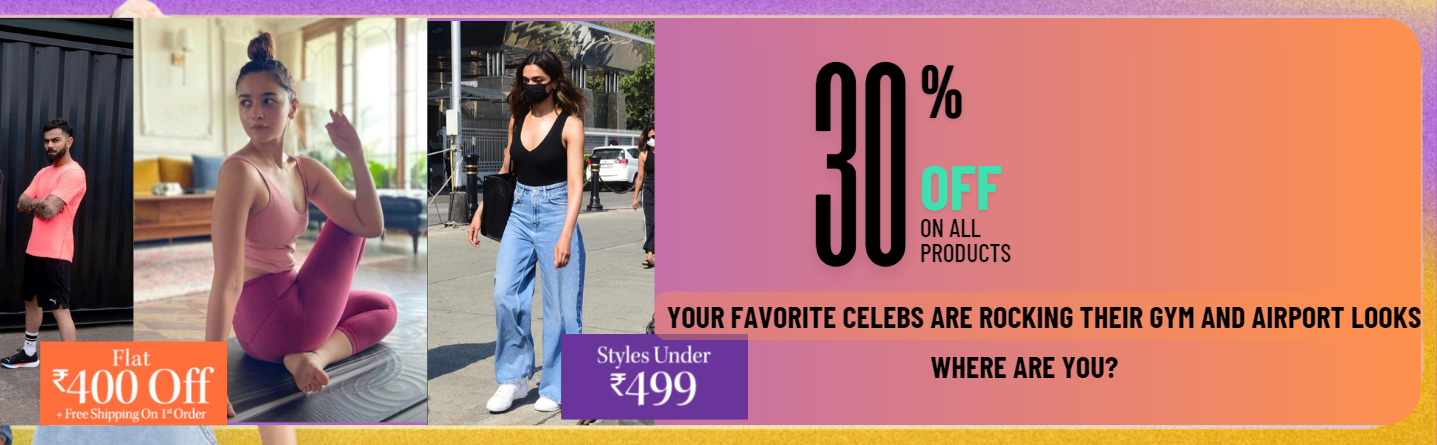 30
%
OFF
ON ALL
PRODUCTS
YOUR FAVORITE CELEBS ARE ROCKING THEIR GYM AND AIRPORT LOOKS
WHERE ARE YOU?
Flat
₹400 Off
+ Free Shipping On 1st Order
Styles Under
₹499